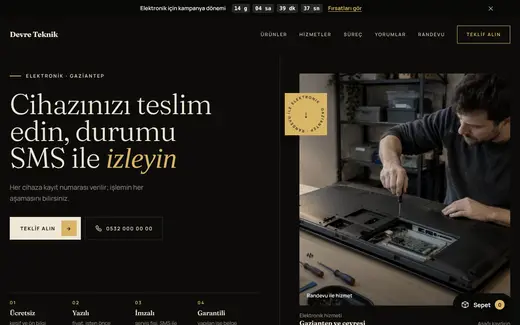 Elektronik için kampanya dönemi 14 g 04 sa 39 dk 37 sn Fırsatları gör
Devre Teknik
ÜRÜNLER HİZMETLER SÜREÇ YORUMLAR RANDEVU TEKLİF ALIN
ELEKTRONİK · GAZİANTEP
Cihazınızı teslim
edin, durumu
SMS ile izleyin
Her cihaza kayıt numarası verilir; işlemin her
aşamasını bilirsiniz.
TEKLİF ALIN
0532 000 00 00
Randevu ile hizmet
Elektronik hizmeti
Gaziantep ve çevresi
Sepet 0
01 02 03 04
Ücretsiz Yazılı İmzalı Garantili